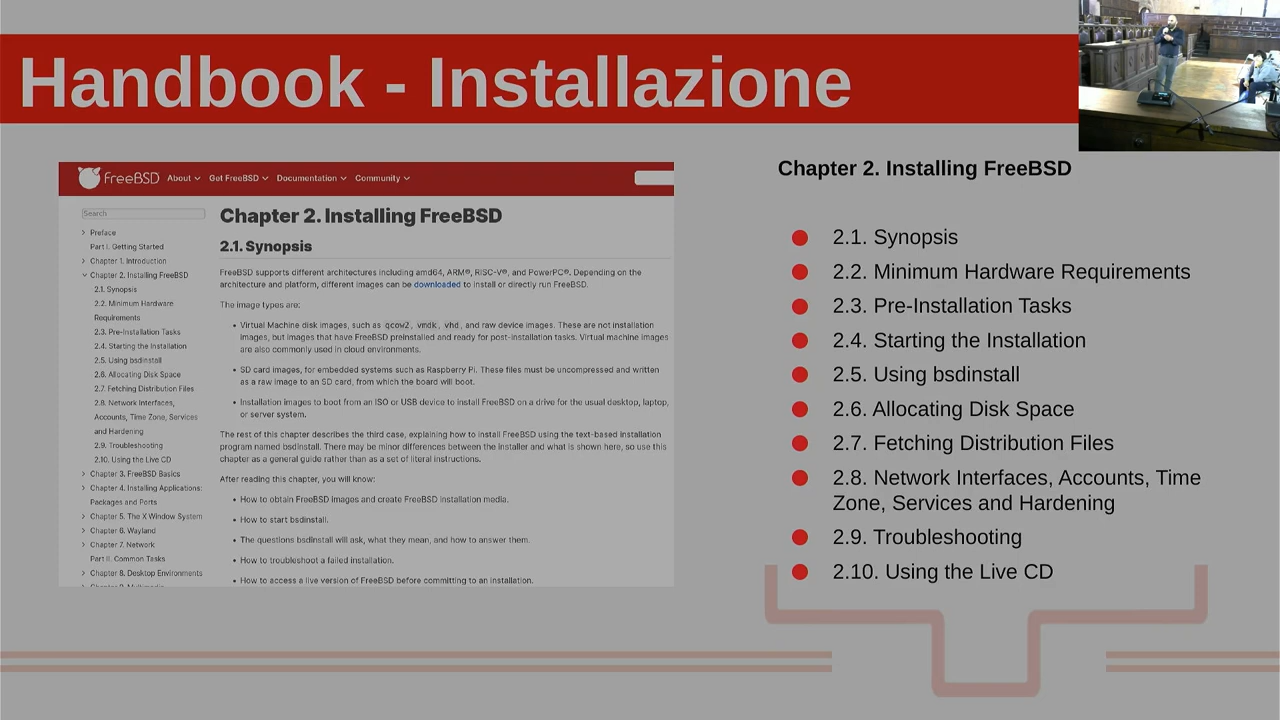 Handbook - Installazione
FreeBSD
About
Get FreeBSD
Documentation
Community
Search
Preface
Part I. Getting Started
Chapter 1. Introduction
Chapter 2. Installing FreeBSD
2.1. Synopsis
2.2. Minimum Hardware
Requirements
2.3. Pre-Installation Tasks
2.4. Starting the Installation
2.5. Using bsdinstall
2.6. Allocating Disk Space
2.7. Fetching Distribution Files
2.8. Network Interfaces,
Accounts, Time Zone, Services
and Hardening
2.9. Troubleshooting
2.10. Using the Live CD
Chapter 3. FreeBSD Basics
Chapter 4. Installing Applications:
Packages and Ports
Chapter 5. The X Window System
Chapter 6. Wayland
Chapter 7. Network
Part II. Common Tasks
Chapter 8. Desktop Environments
Chapter 2. Installing FreeBSD
2.1. Synopsis
FreeBSD supports different architectures including amd64, ARM®, RISC-V®, and PowerPC®. Depending on the
architecture and platform, different images can be downloaded to install or directly run FreeBSD.
The image types are:
• Virtual Machine disk images, such as qcow2, vmdk, vhd, and raw device images. These are not installation
images, but images that have FreeBSD preinstalled and ready for post-installation tasks. Virtual machine images
are also commonly used in cloud environments.
• SD card images, for embedded systems such as Raspberry Pi. These files must be uncompressed and written
as a raw image to an SD card, from which the board will boot.
• Installation images to boot from an ISO or USB device to install FreeBSD on a drive for the usual desktop, laptop,
or server system.
The rest of this chapter describes the third case, explaining how to install FreeBSD using the text-based installation
program named bsdinstall. There may be minor differences between the installer and what is shown here, so use this
chapter as a general guide rather than as a set of literal instructions.
After reading this chapter, you will know:
• How to obtain FreeBSD images and create FreeBSD installation media.
• How to start bsdinstall.
• The questions bsdinstall will ask, what they mean, and how to answer them.
• How to troubleshoot a failed installation.
• How to access a live version of FreeBSD before committing to an installation.
Chapter 2. Installing FreeBSD
2.1. Synopsis
2.2. Minimum Hardware Requirements
2.3. Pre-Installation Tasks
2.4. Starting the Installation
2.5. Using bsdinstall
2.6. Allocating Disk Space
2.7. Fetching Distribution Files
2.8. Network Interfaces, Accounts, Time
Zone, Services and Hardening
2.9. Troubleshooting
2.10. Using the Live CD